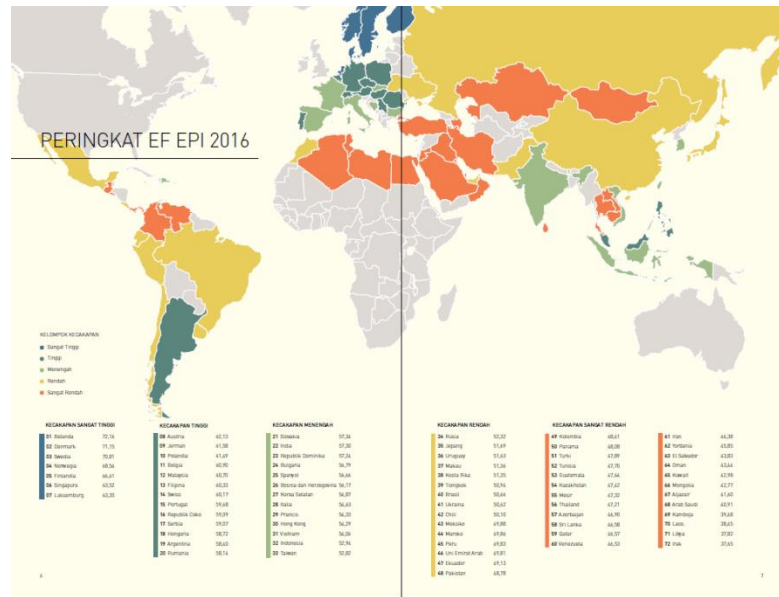 PERINGKAT EF EPI 2016
KELOMPOK KECAKAPAN
Sangat Tinggi
Tinggi
Menengah
Rendah
Sangat Rendah
KECAKAPAN SANGAT TINGGI
01 Belanda 72,16
02 Denmark 71,15
03 Swedia 70,81
04 Norwegia 68,54
05 Finlandia 66,61
06 Singapura 63,52
07 Luksemburg 63,20
KECAKAPAN TINGGI
08 Austria 62,13
09 Jerman 61,58
10 Polandia 61,49
11 Belgia 60,90
12 Malaysia 60,70
13 Filipina 60,33
14 Swiss 60,17
15 Portugal 59,68
16 Republik Ceko 59,09
17 Serbia 59,07
18 Hongaria 58,72
19 Argentina 58,40
20 Rumania 58,14
KECAKAPAN MENENGAH
21 Slovakia 57,34
22 India 57,30
23 Republik Dominika 57,24
24 Bulgaria 56,79
25 Spanyol 56,66
26 Bosnia dan Herzegovina 56,17
27 Korea Selatan 54,87
28 Italia 54,63
29 Prancis 54,33
30 Hong Kong 54,29
31 Vietnam 54,06
32 Indonesia 52,94
33 Taiwan 52,82
KECAKAPAN RENDAH
34 Rusia 52,32
35 Jepang 51,69
36 Uruguay 51,63
37 Makau 51,36
38 Kosta Rika 51,35
39 Tiongkok 50,94
40 Brasil 50,66
41 Ukraina 50,62
42 Chili 50,10
43 Meksiko 49,88
44 Maroko 49,86
45 Peru 49,83
46 Uni Emirat Arab 49,81
47 Ekuador 49,13
48 Pakistan 48,78
KECAKAPAN SANGAT RENDAH
49 Kolombia 48,41
50 Panama 48,08
51 Turki 47,89
52 Tunisia 47,70
53 Guatemala 47,64
54 Kazakhstan 47,42
55 Mesir 47,32
56 Thailand 47,21
57 Azerbaijan 46,90
58 Sri Lanka 46,58
59 Qatar 46,57
60 Venezuela 46,53
61 Iran 46,38
62 Yordania 45,85
63 El Salvador 43,83
64 Oman 43,44
65 Kuwait 42,98
66 Mongolia 42,77
67 Aljazair 41,60
68 Arab Saudi 40,91
69 Kamboja 39,48
70 Laos 38,45
71 Libya 37,82
72 Irak 37,65
6
7